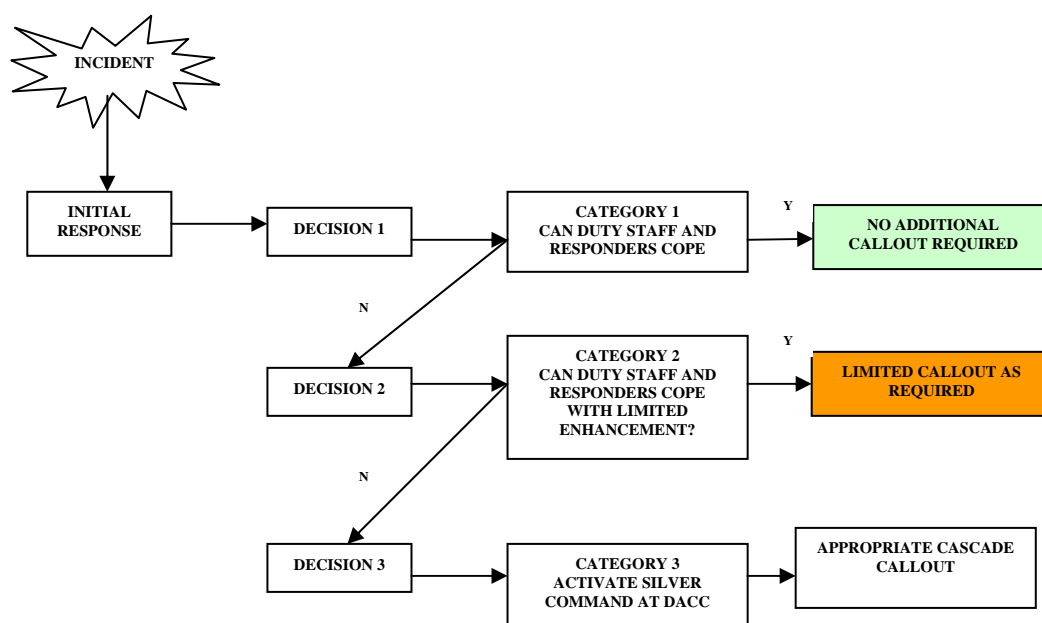 INCIDENT
INITIAL
RESPONSE
DECISION 1
CATEGORY 1
CAN DUTY STAFF AND
RESPONDERS COPE
Y
NO ADDITIONAL
CALLOUT REQUIRED
N
DECISION 2
CATEGORY 2
CAN DUTY STAFF AND
RESPONDERS COPE
WITH LIMITED
ENHANCEMENT?
Y
LIMITED CALLOUT AS
REQUIRED
N
DECISION 3
CATEGORY 3
ACTIVATE SILVER
COMMAND AT DACC
APPROPRIATE CASCADE
CALLOUT